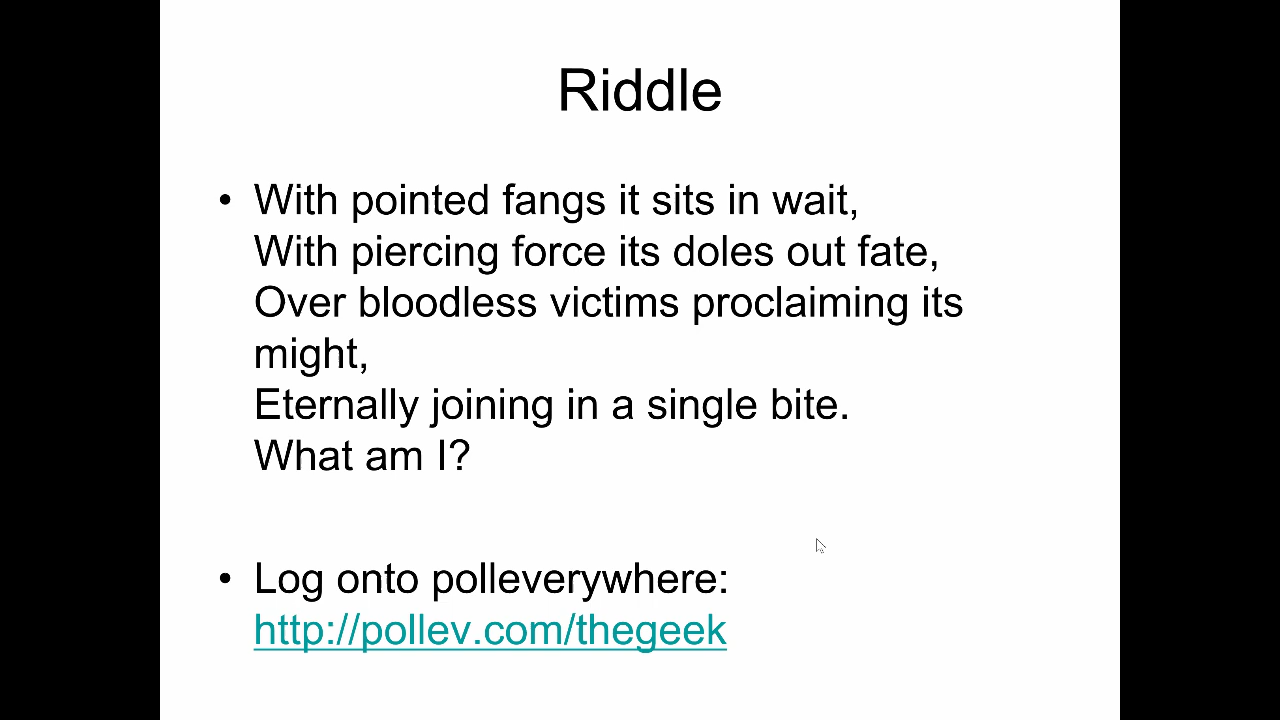 Riddle
• With pointed fangs it sits in wait,
With piercing force its doles out fate,
Over bloodless victims proclaiming its
might,
Eternally joining in a single bite.
What am I?
• Log onto polleverywhere:
http://pollev.com/thegeek